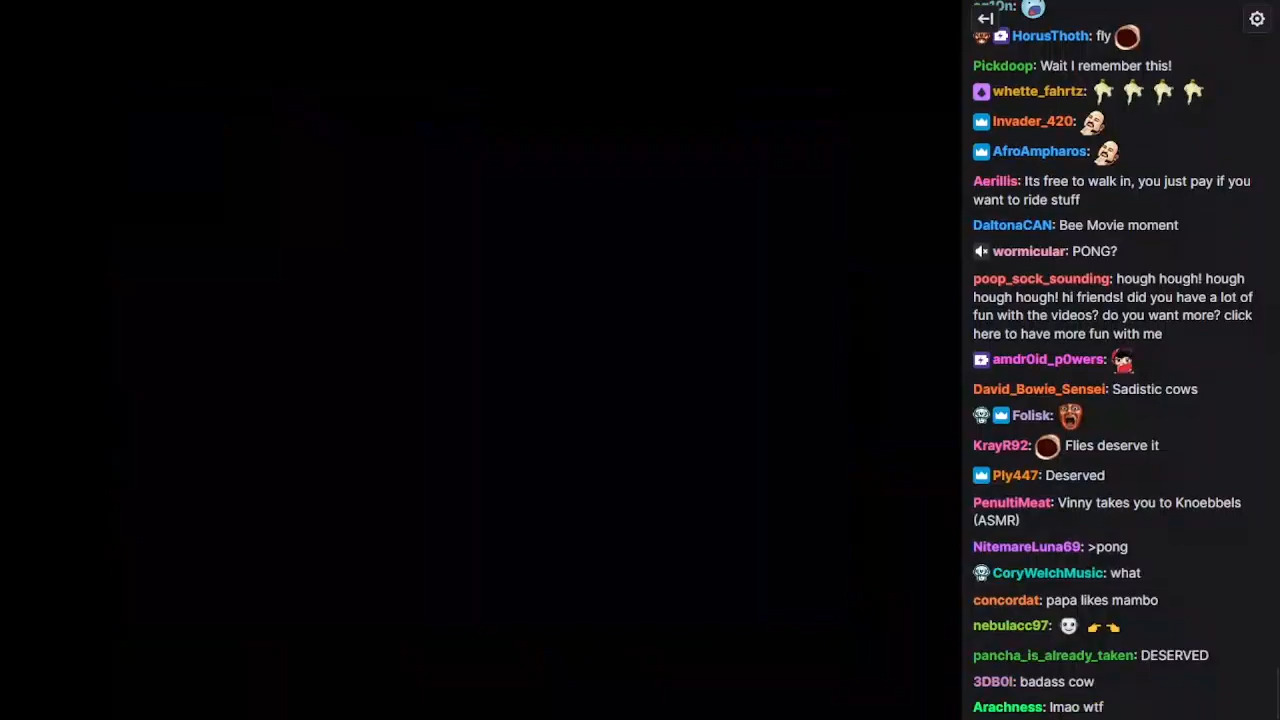 HorusThoth: fly
Pickdoop: Wait I remember this!
whette_fahrtz:
Invader_420:
AfroAmpharos:
Aerillis: Its free to walk in, you just pay if you
want to ride stuff
DaltonaCAN: Bee Movie moment
wormicular: PONG?
poop_sock_sounding: hough hough! hough
hough hough! hi friends! did you have a lot of
fun with the videos? do you want more? click
here to have more fun with me
amdr0id_p0wers:
David_Bowie_Sensei: Sadistic cows
Folisk:
KrayR92: Flies deserve it
Ply447: Deserved
PenultiMeat: Vinny takes you to Knoebbels
(ASMR)
NitemareLuna69: >pong
CoryWelchMusic: what
concordat: papa likes mambo
nebulacc97:
pancha_is_already_taken: DESERVED
3DB0I: badass cow
Arachness: lmao wtf